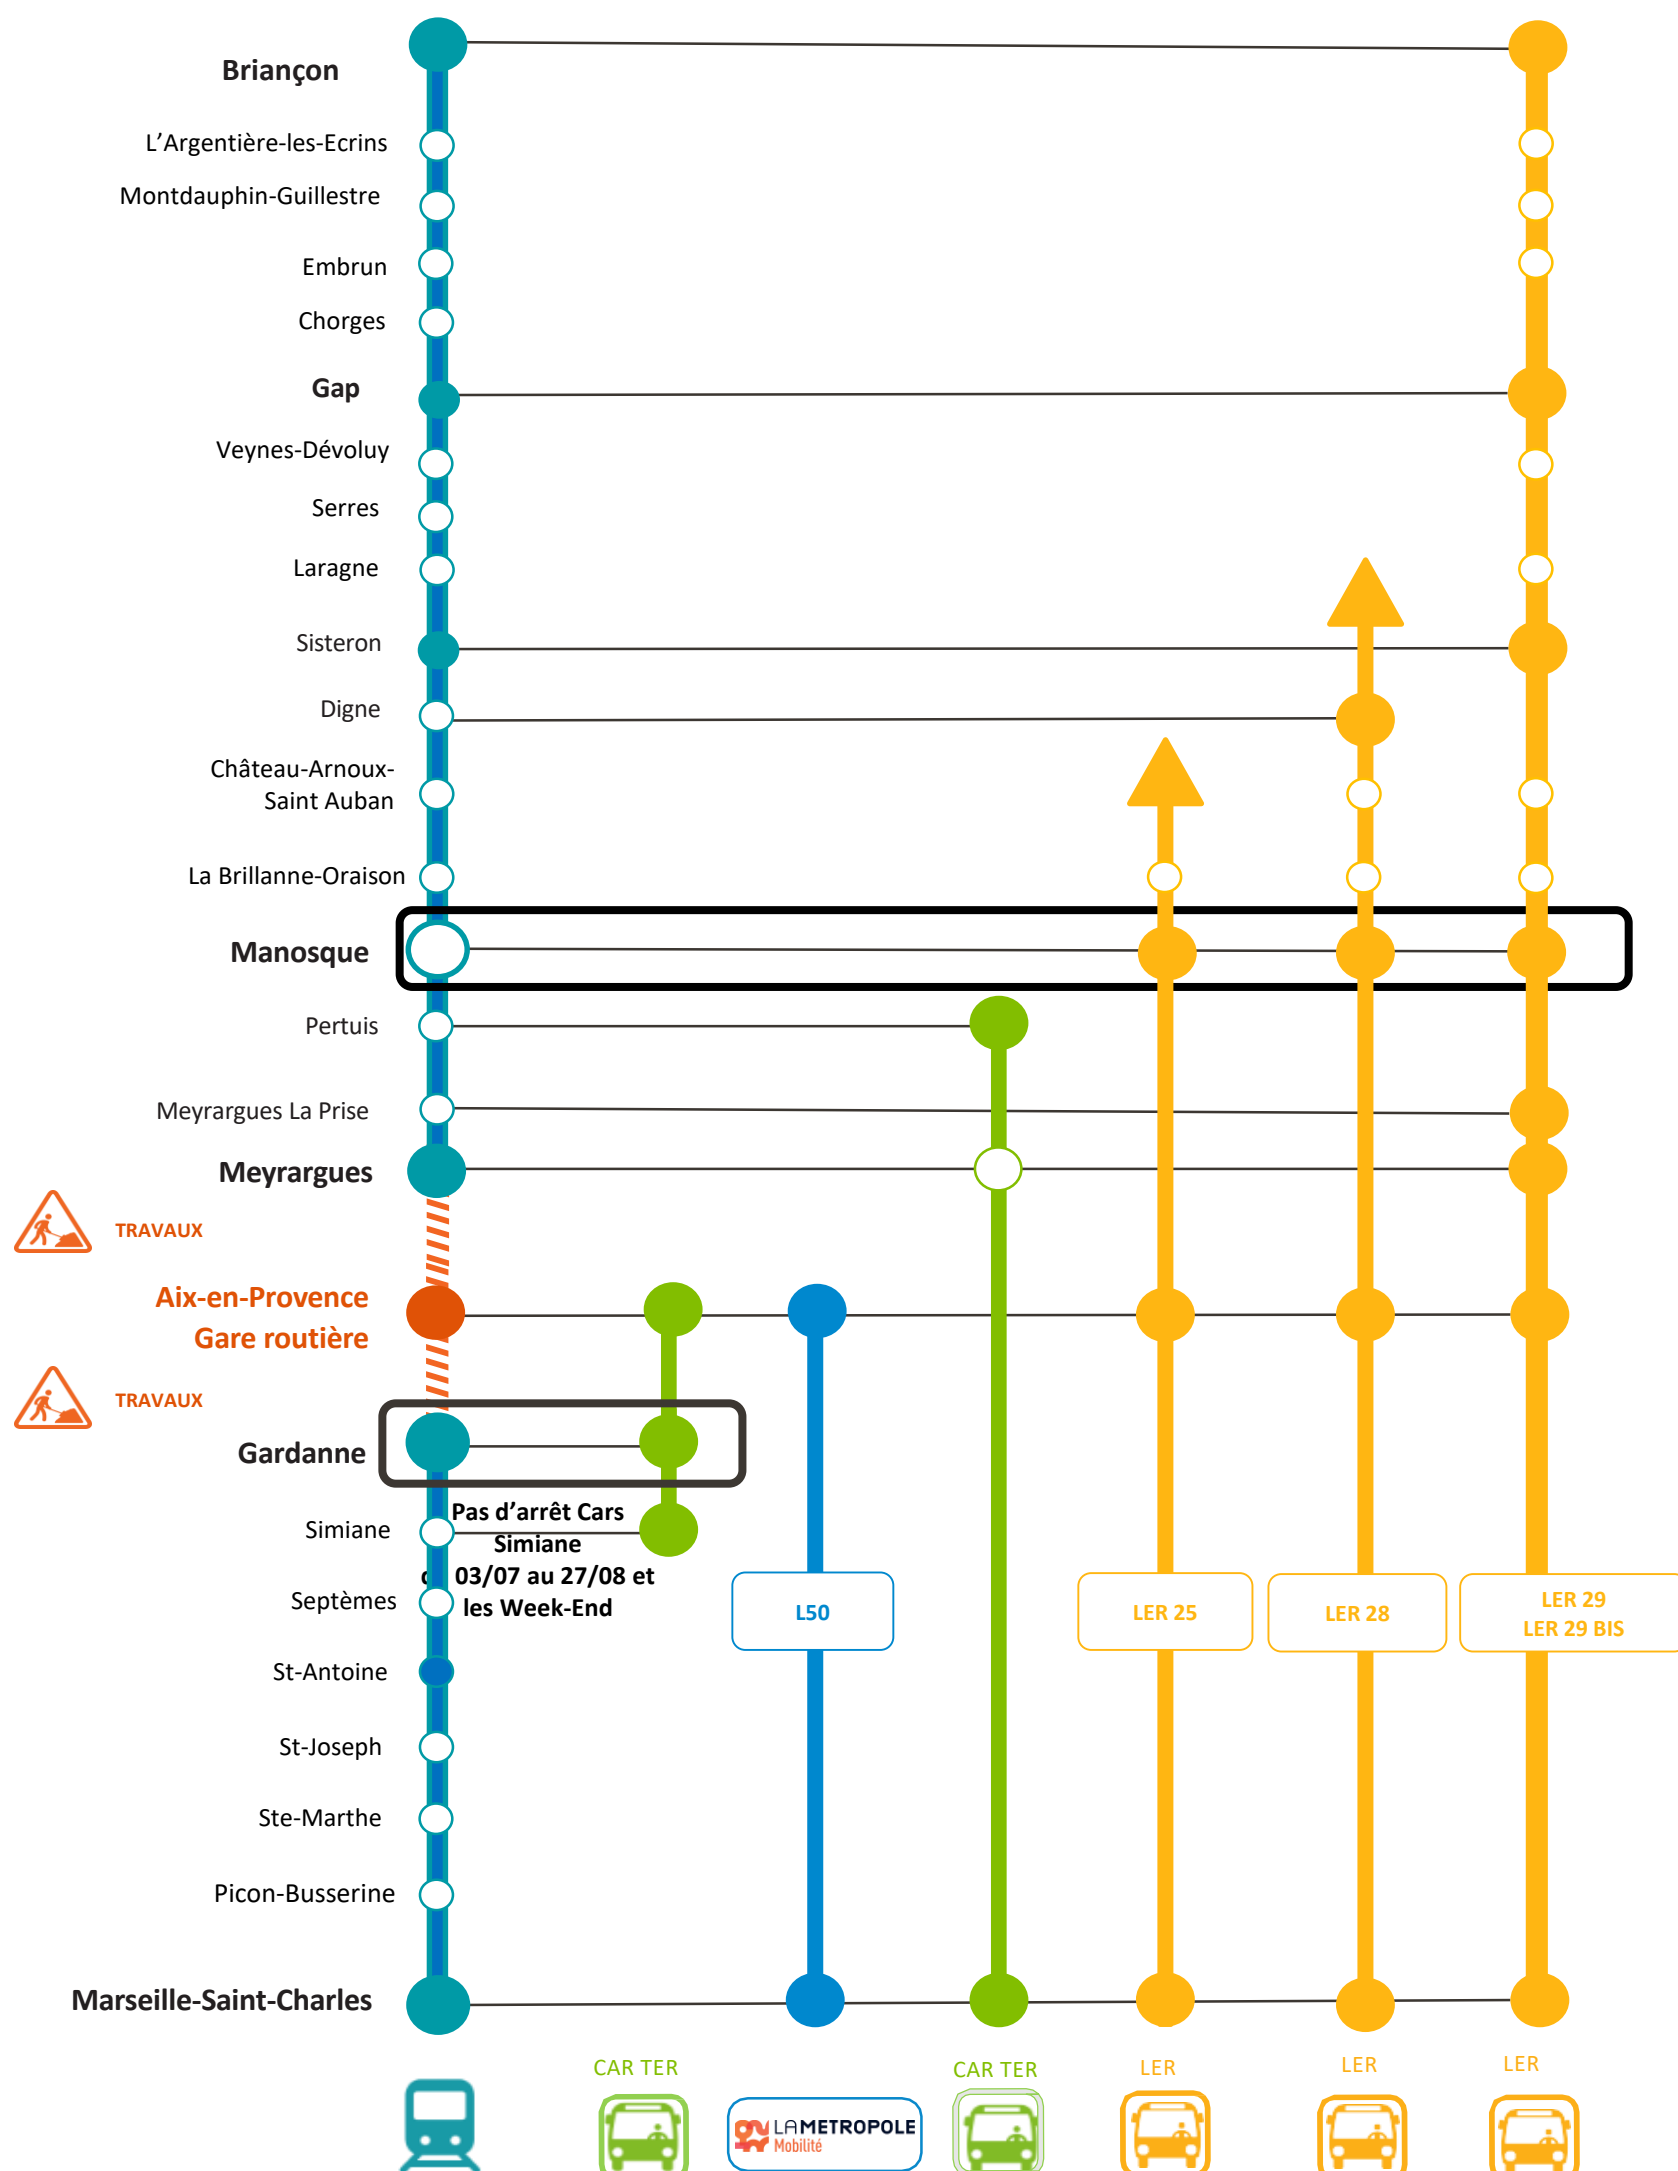 Briançon
L’Argentière-les-Ecrins
Montdauphin-Guillestre
Embrun
Chorges
Gap
Veynes-Dévoluy
Serres
Laragne
Sisteron
Digne
Château-Arnoux-
Saint Auban
La Brillanne-Oraison
Manosque
Pertuis
Meyrargues La Prise
Meyrargues
TRAVAUX
Aix-en-Provence
Gare routière
TRAVAUX
Gardanne
Simiane
Pas d’arrêt Cars
Simiane
03/07 au 27/08 et
les Week-End
Septèmes
L50
LER 25
LER 28
LER 29
LER 29 BIS
St-Antoine
St-Joseph
Ste-Marthe
Picon-Busserine
Marseille-Saint-Charles
CAR TER
CAR TER
LER
LER
LER
LAMETROPOLE
Mobilité